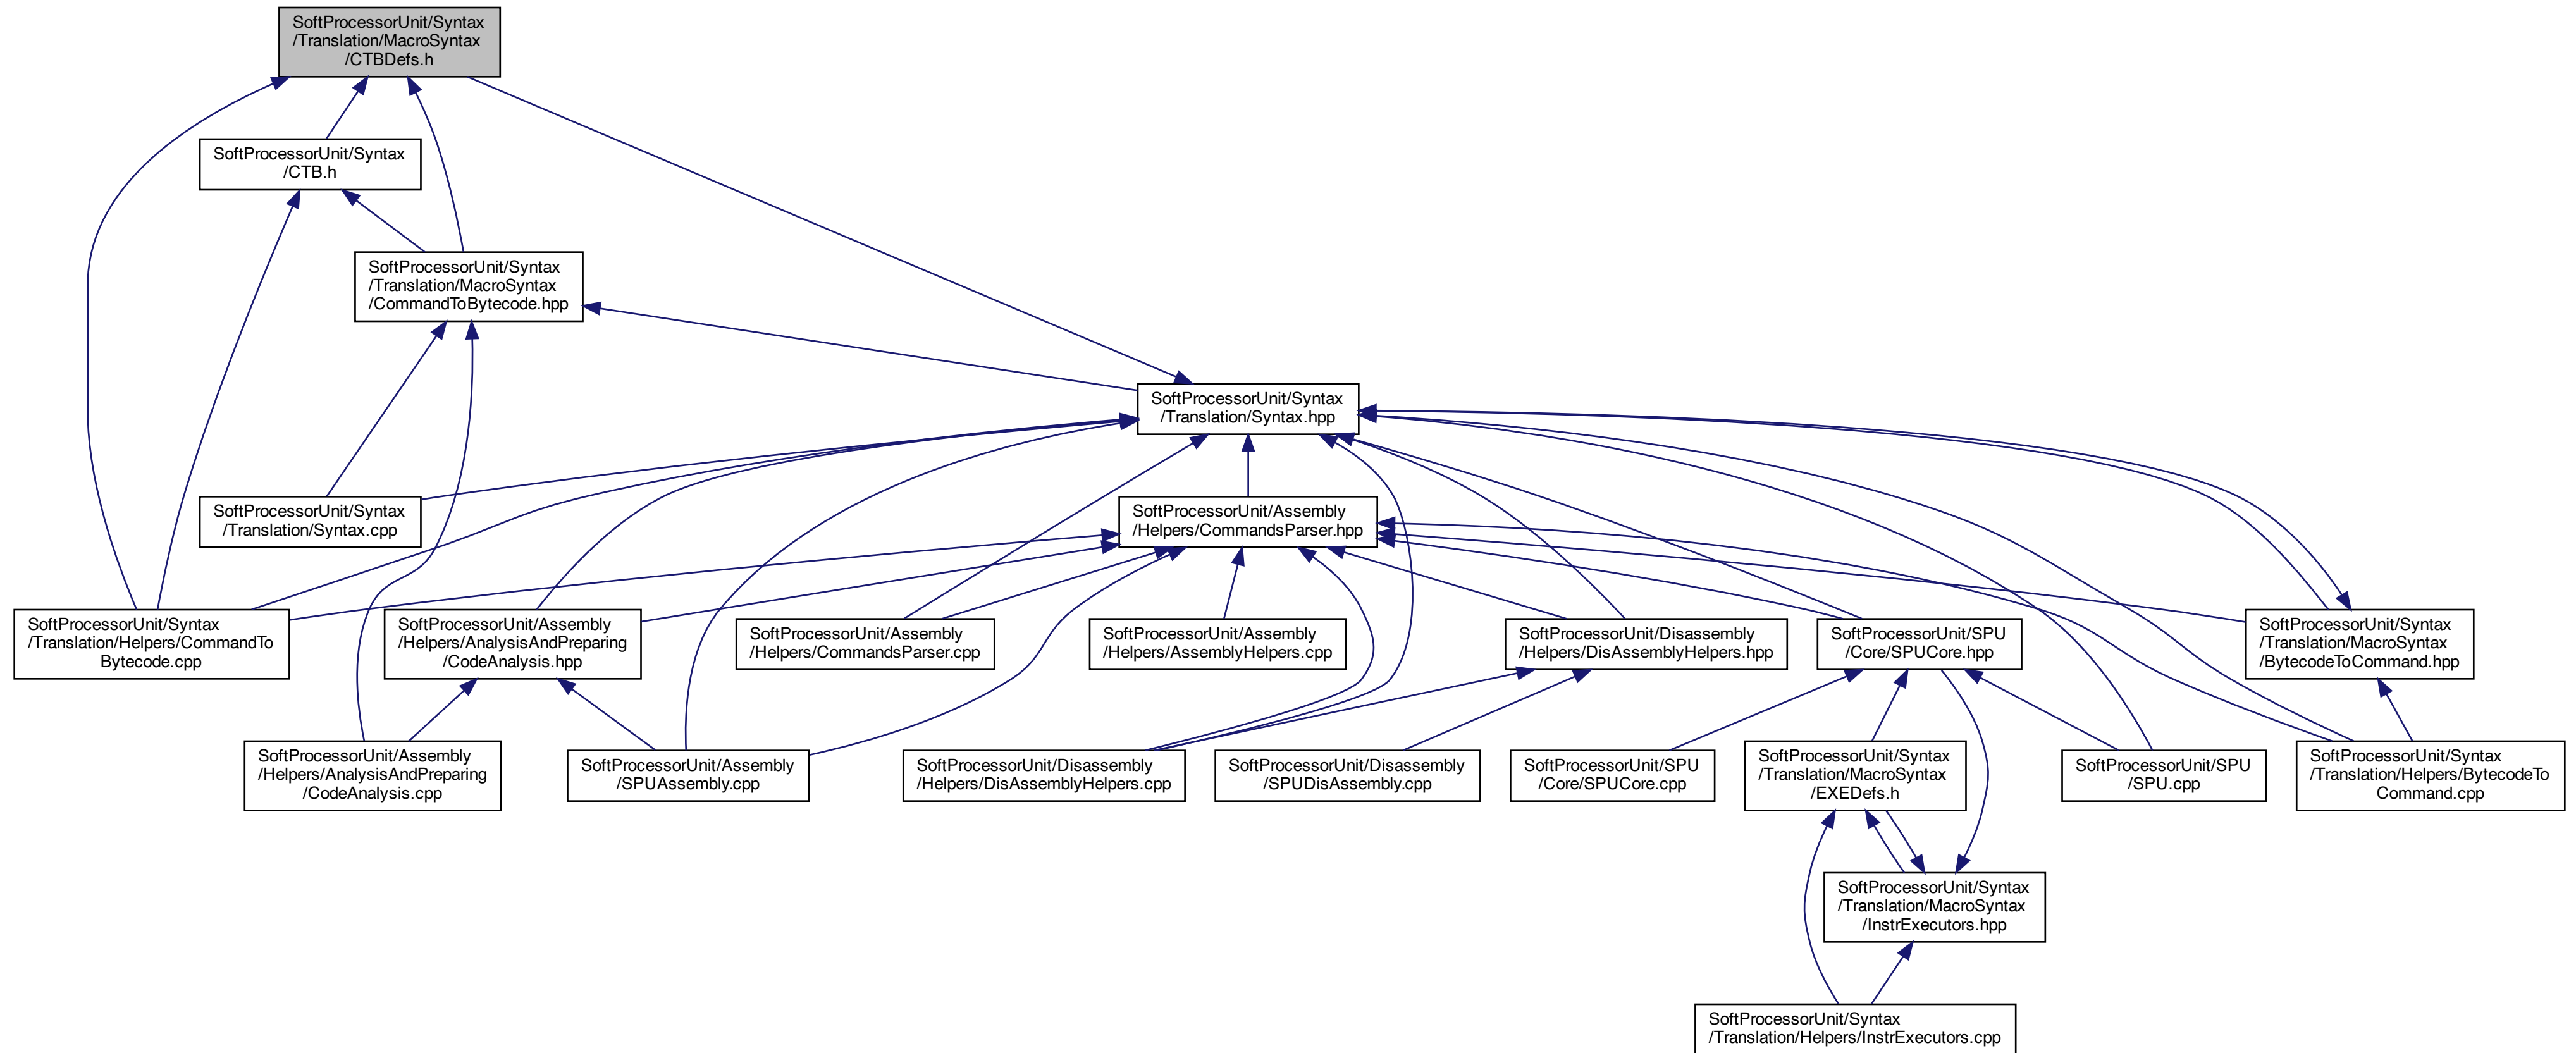 SoftProcessorUnit/Syntax
/Translation/MacroSyntax
/CTBDefs.h
SoftProcessorUnit/Syntax
/CTB.h
SoftProcessorUnit/Syntax
/Translation/MacroSyntax
/CommandToBytecode.hpp
SoftProcessorUnit/Syntax
/Translation/Syntax.hpp
SoftProcessorUnit/Syntax
/Translation/Syntax.cpp
SoftProcessorUnit/Assembly
/Helpers/CommandsParser.hpp
SoftProcessorUnit/Syntax
/Translation/Helpers/CommandTo
Bytecode.cpp
SoftProcessorUnit/Assembly
/Helpers/AnalysisAndPreparing
/CodeAnalysis.hpp
SoftProcessorUnit/Assembly
/Helpers/CommandsParser.cpp
SoftProcessorUnit/Assembly
/Helpers/AssemblyHelpers.cpp
SoftProcessorUnit/Disassembly
/Helpers/DisAssemblyHelpers.hpp
SoftProcessorUnit/SPU
/Core/SPUCore.hpp
SoftProcessorUnit/Syntax
/Translation/MacroSyntax
/BytecodeToCommand.hpp
SoftProcessorUnit/Assembly
/Helpers/AnalysisAndPreparing
/CodeAnalysis.cpp
SoftProcessorUnit/Assembly
/SPUAssembly.cpp
SoftProcessorUnit/Disassembly
/Helpers/DisAssemblyHelpers.cpp
SoftProcessorUnit/Disassembly
/SPUDisAssembly.cpp
SoftProcessorUnit/SPU
/Core/SPUCore.cpp
SoftProcessorUnit/Syntax
/Translation/MacroSyntax
/EXEDefs.h
SoftProcessorUnit/SPU
/SPU.cpp
SoftProcessorUnit/Syntax
/Translation/Helpers/BytecodeTo
Command.cpp
SoftProcessorUnit/Syntax
/Translation/MacroSyntax
/InstrExecutors.hpp
SoftProcessorUnit/Syntax
/Translation/Helpers/InstrExecutors.cpp